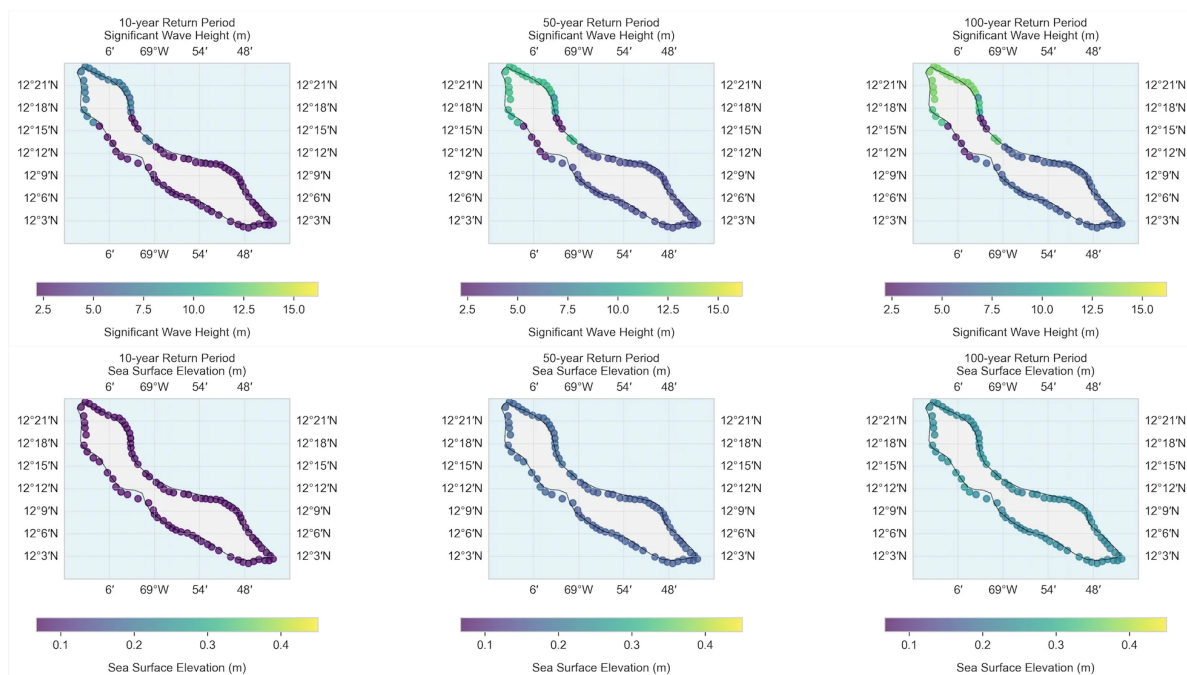 10-year Return Period
Significant Wave Height (m)
6′ 69°W 54′ 48′
12°21′N 12°21′N
12°18′N 12°18′N
12°15′N 12°15′N
12°12′N 12°12′N
12°9′N 12°9′N
12°6′N 12°6′N
12°3′N 12°3′N
6′ 69°W 54′ 48′
2.5 5.0 7.5 10.0 12.5 15.0
Significant Wave Height (m)
50-year Return Period
Significant Wave Height (m)
6′ 69°W 54′ 48′
12°21′N 12°21′N
12°18′N 12°18′N
12°15′N 12°15′N
12°12′N 12°12′N
12°9′N 12°9′N
12°6′N 12°6′N
12°3′N 12°3′N
6′ 69°W 54′ 48′
2.5 5.0 7.5 10.0 12.5 15.0
Significant Wave Height (m)
100-year Return Period
Significant Wave Height (m)
6′ 69°W 54′ 48′
12°21′N 12°21′N
12°18′N 12°18′N
12°15′N 12°15′N
12°12′N 12°12′N
12°9′N 12°9′N
12°6′N 12°6′N
12°3′N 12°3′N
6′ 69°W 54′ 48′
2.5 5.0 7.5 10.0 12.5 15.0
Significant Wave Height (m)
10-year Return Period
Sea Surface Elevation (m)
6′ 69°W 54′ 48′
12°21′N 12°21′N
12°18′N 12°18′N
12°15′N 12°15′N
12°12′N 12°12′N
12°9′N 12°9′N
12°6′N 12°6′N
12°3′N 12°3′N
6′ 69°W 54′ 48′
0.1 0.2 0.3 0.4
Sea Surface Elevation (m)
50-year Return Period
Sea Surface Elevation (m)
6′ 69°W 54′ 48′
12°21′N 12°21′N
12°18′N 12°18′N
12°15′N 12°15′N
12°12′N 12°12′N
12°9′N 12°9′N
12°6′N 12°6′N
12°3′N 12°3′N
6′ 69°W 54′ 48′
0.1 0.2 0.3 0.4
Sea Surface Elevation (m)
100-year Return Period
Sea Surface Elevation (m)
6′ 69°W 54′ 48′
12°21′N 12°21′N
12°18′N 12°18′N
12°15′N 12°15′N
12°12′N 12°12′N
12°9′N 12°9′N
12°6′N 12°6′N
12°3′N 12°3′N
6′ 69°W 54′ 48′
0.1 0.2 0.3 0.4
Sea Surface Elevation (m)